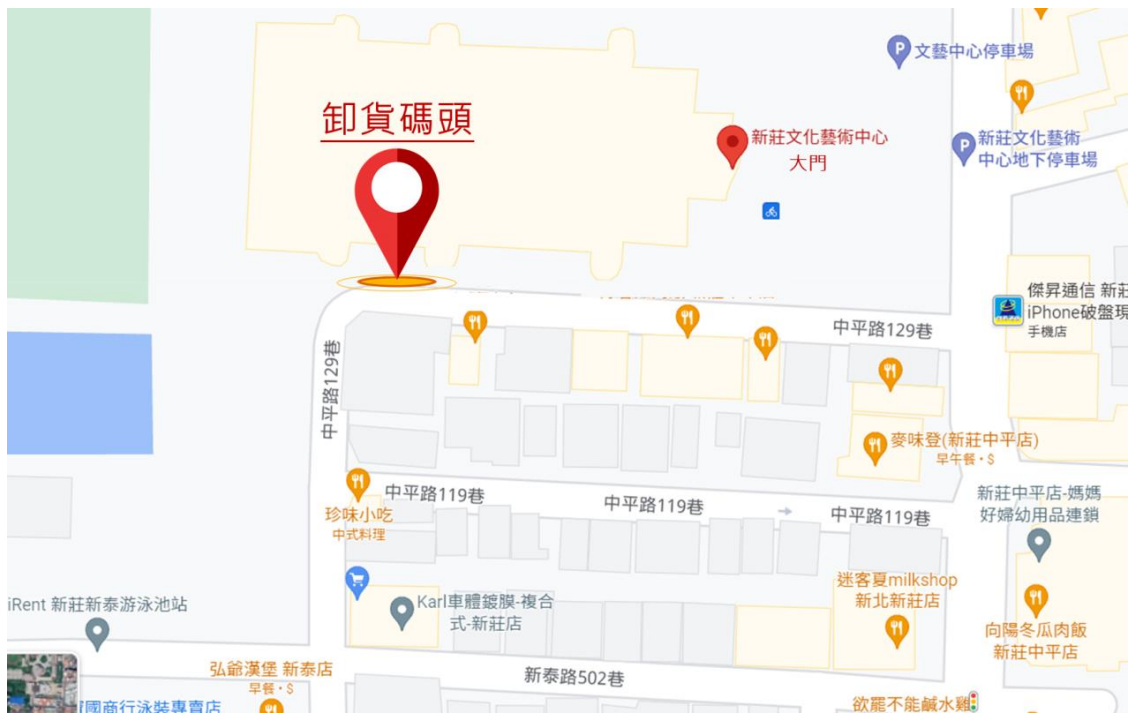 文藝中心停車場
卸貨碼頭
新莊文化藝術中心
大門
新莊文化藝術
中心地下停車場
P
P
傑昇通信 新莊
iPhone破盤現
手機店
中平路129巷
中平路129巷
麥味登(新莊中平店)
早午餐・$
中平路119巷
中平路119巷
中平路119巷
新莊中平店-媽媽
好婦幼用品連鎖
珍味小吃
中式料理
迷客夏milkshop
新北新莊店
iRent 新莊新泰游泳池站
Karl車體鍍膜-複合
式-新莊店
向陽冬瓜肉飯
新莊中平店
弘爺漢堡 新泰店
早餐・$
新泰路502巷
國商行泳裝專賣店
欲罷不能鹹水雞